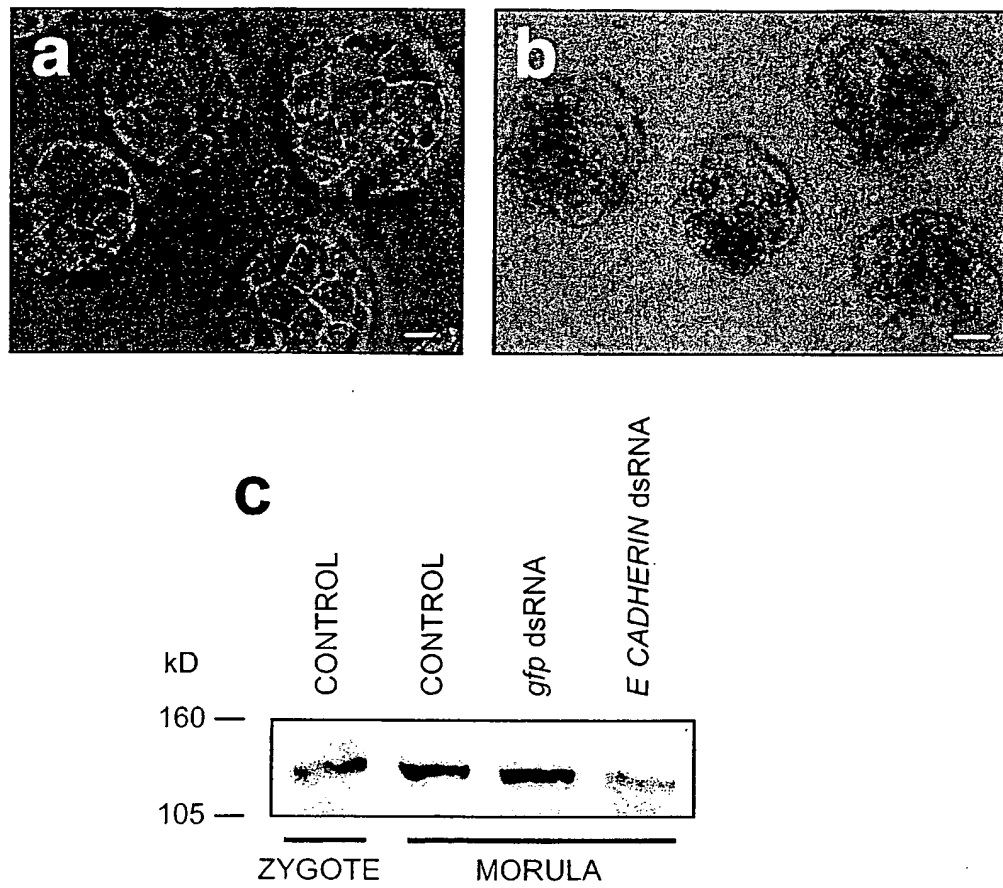 a
b
c
CONTROL
CONTROL
gfp dsRNA
E CADHERIN dsRNA
kD
160
105
ZYGOTE
MORULA